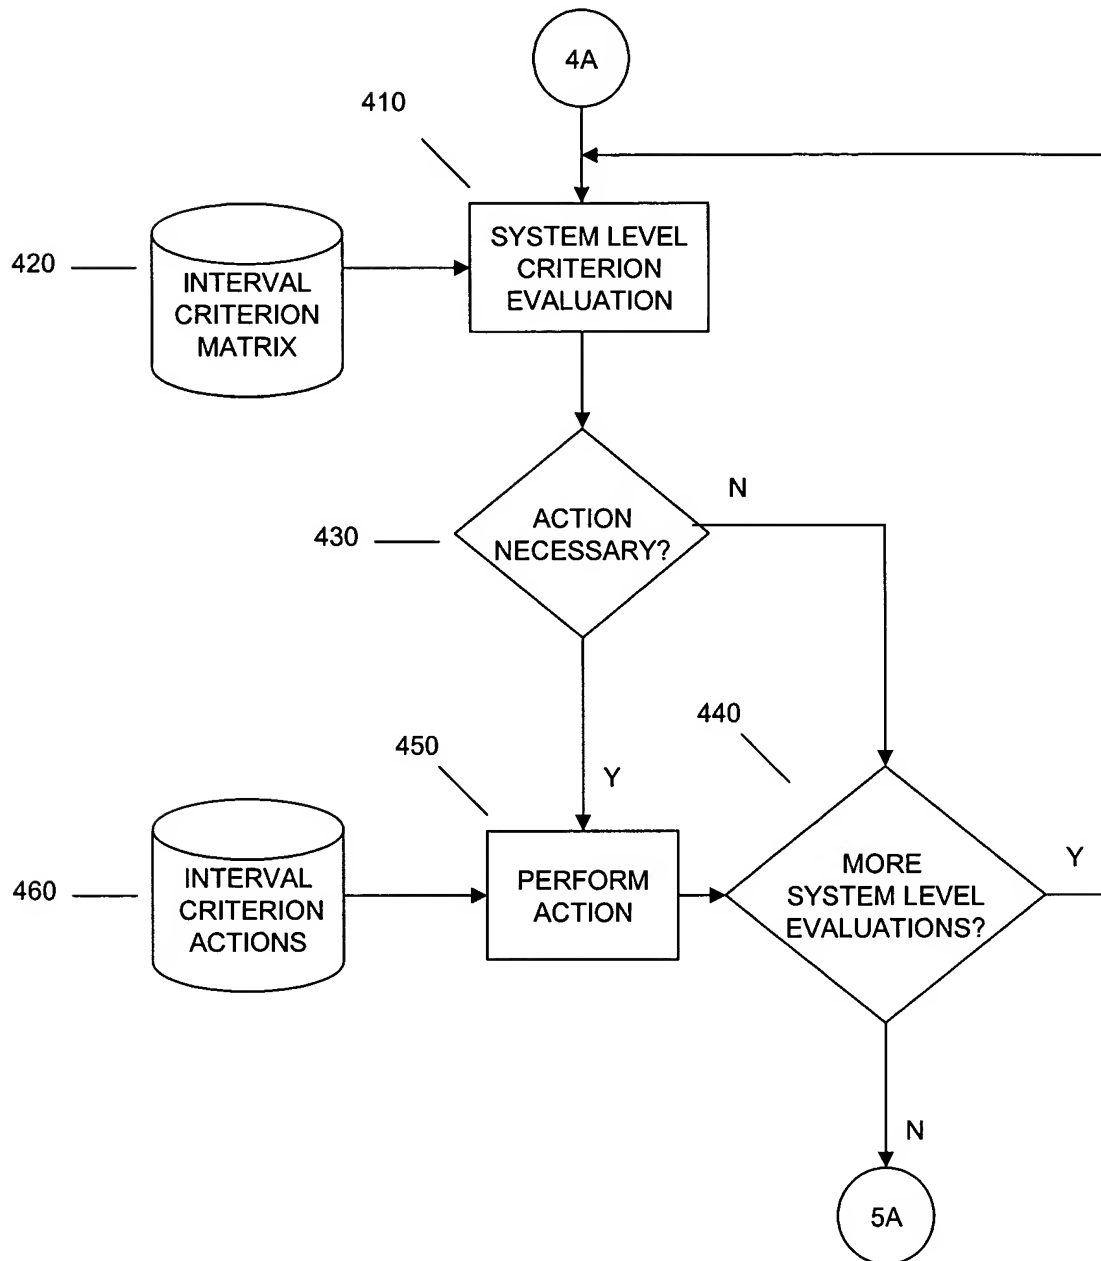 4A
410
SYSTEM LEVEL
CRITERION
EVALUATION
420
INTERVAL
CRITERION
MATRIX
N
430
ACTION
NECESSARY?
440
450
Y
460
INTERVAL
CRITERION
ACTIONS
PERFORM
ACTION
MORE
SYSTEM LEVEL
EVALUATIONS?
Y
N
5A